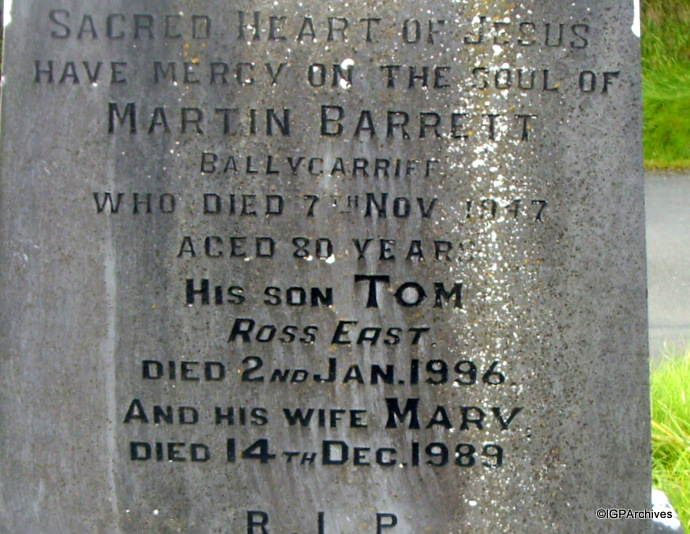 SACRED HEART OF JESUS
HAVE MERCY ON THE SOUL OF
MARTIN BARRETT
BALLYCARRIFF.
WHO DIED 7TH NOV 1947
AGED 80 YEARS
HIS SON TOM
ROSS EAST.
DIED 2ND JAN. 1996.
AND HIS WIFE MARY.
DIED 14TH DEC. 1989
R. I. P.
©IGPArchives